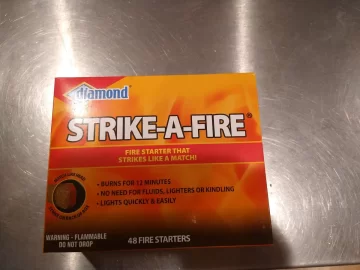 diamond
STRIKE-A-FIRE®
FIRE STARTER THAT
STRIKES LIKE A MATCH!
• BURNS FOR 12 MINUTES
• NO NEED FOR FLUIDS, LIGHTERS OR KINDLING
• LIGHTS QUICKLY & EASILY
WARNING - FLAMMABLE
DO NOT DROP
48 FIRE STARTERS